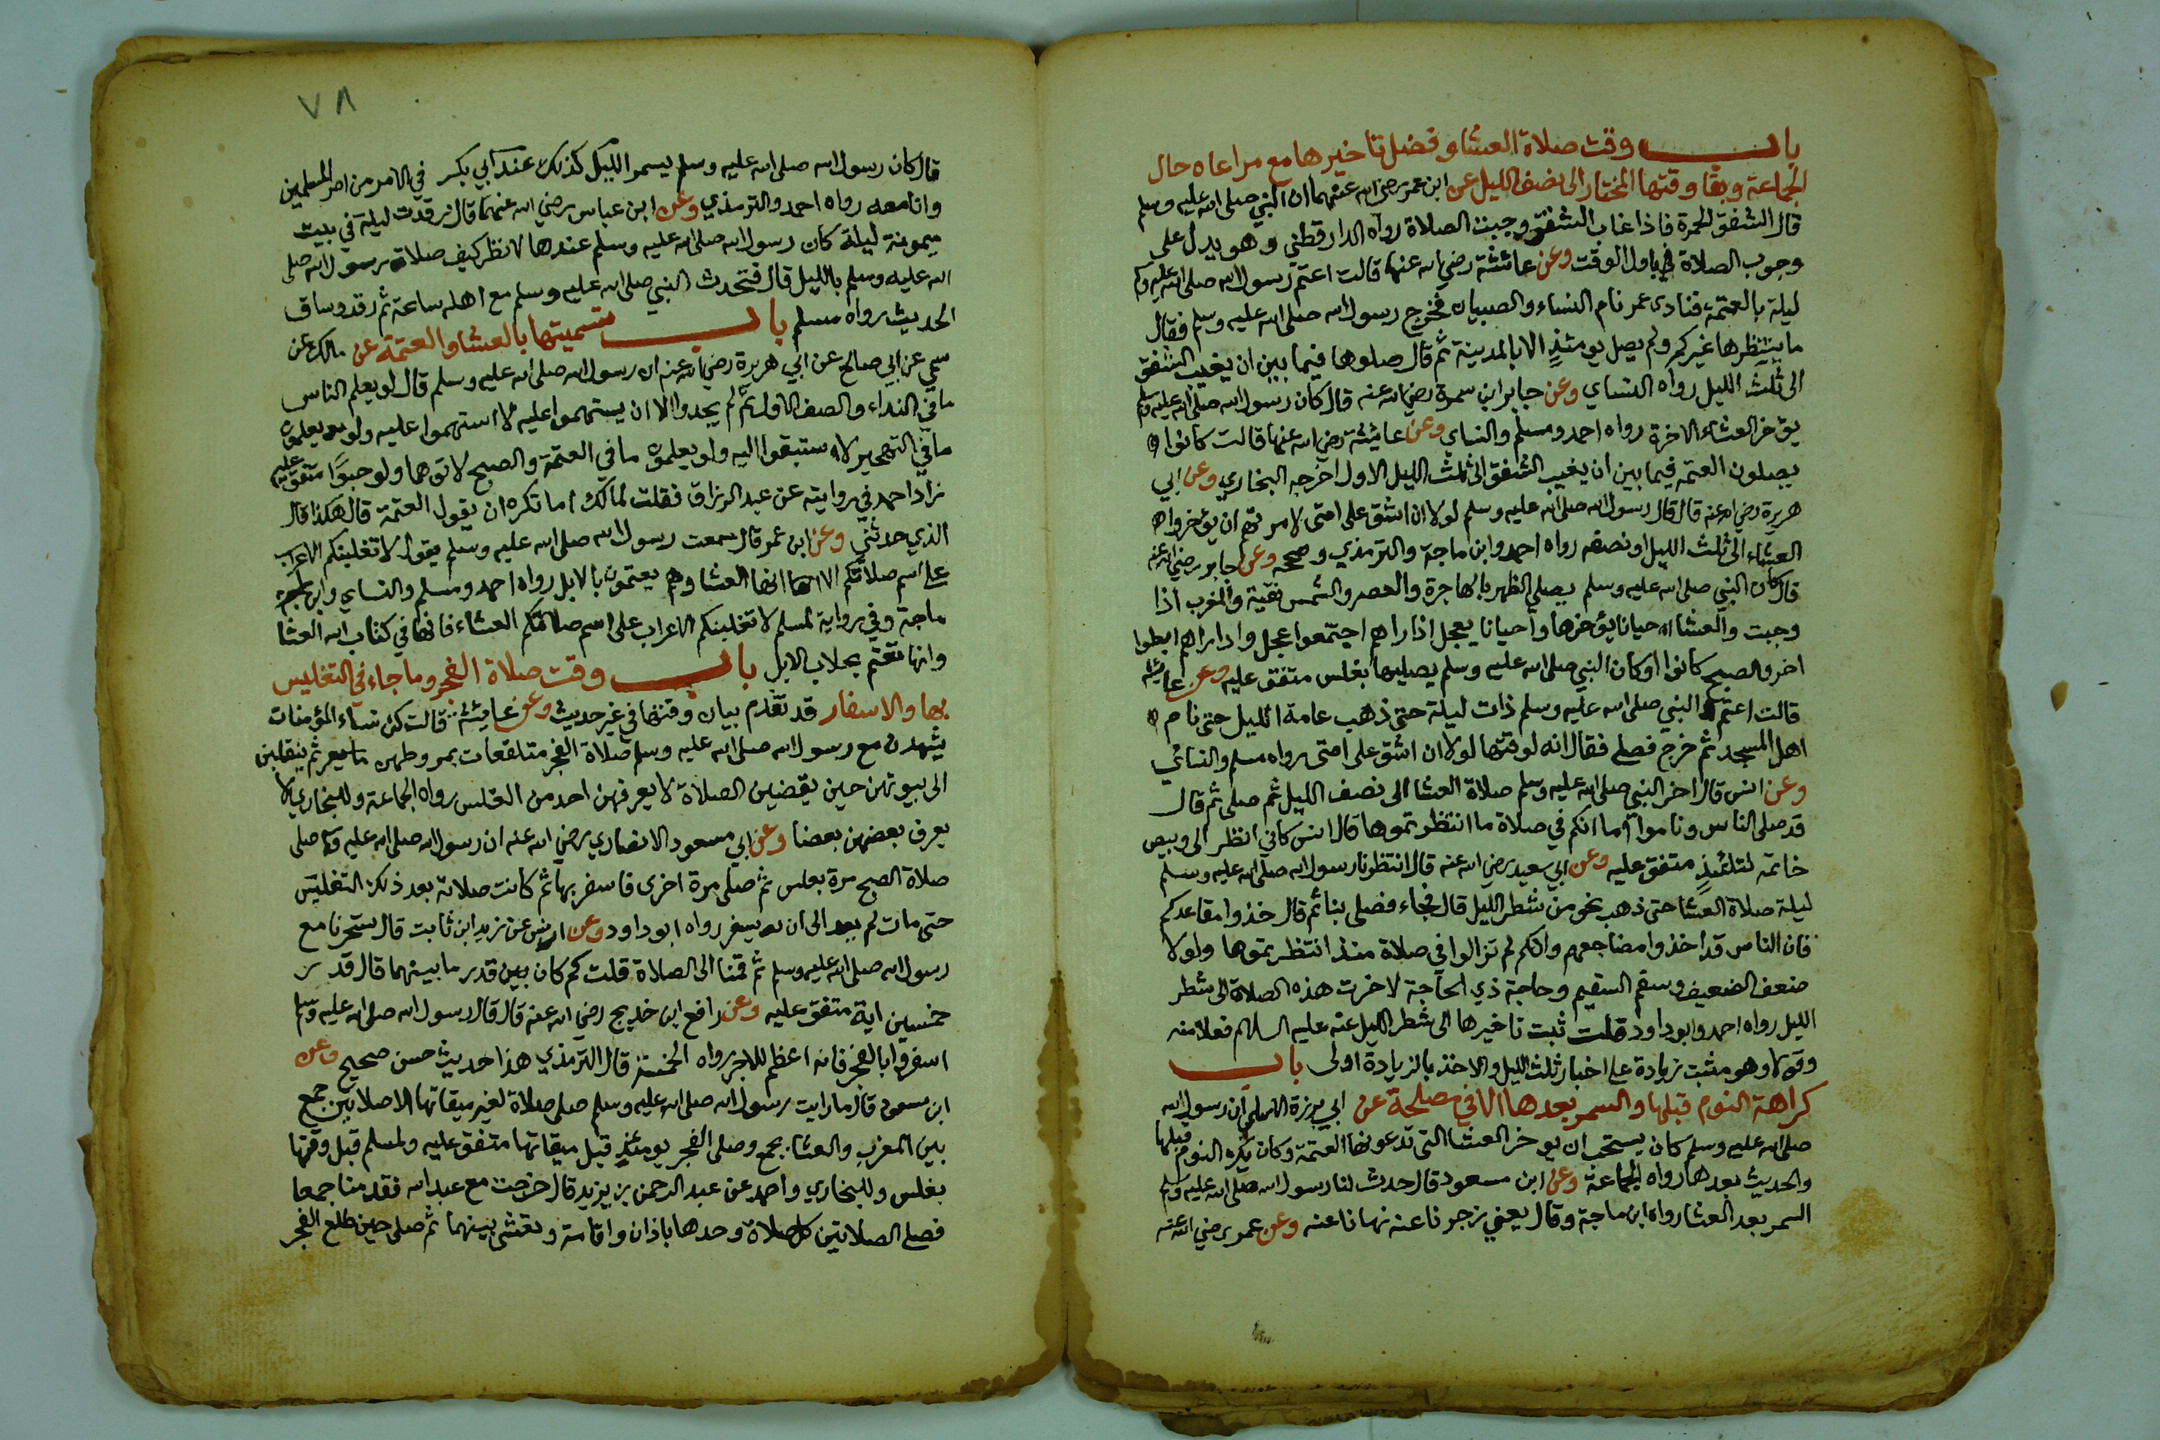 باب وقت صلاة العشا وفضل تاخيرها مع مراعاه حال
الجماعة وبقا وقتها المختار الى نصف الليل عن ابن عمر رضي الله عنهما ان النبي صلى الله عليه وسلم
قال الشفق الحمرة فاذا غاب الشفق وجبت الصلاة رواه الدارقطني وهو يدل على
وجوب الصلاة في باول الوقت وعن عائشة رضي الله عنها قالت اعتم رسول الله صلى الله عليه وسلم
ليلة بالعتمة فنادى عمر نام النساء والصبيان فخرج رسول الله صلى الله عليه وسلم فقال
ما ينتظرها غيركم ولم يصل يومئذ الا بالمدينة ثم قال صلوها فيما بين ان يغيب الشفق
الى ثلث الليل رواه النساي وعن جابر ابن سمرة رضي الله عنه قال كان رسول الله صلى الله عليه وسلم
يؤخر العشاء الاخرة رواه احمد ومسلم والنساي وعن عائشة رضي الله عنها قالت كانوا
يصلون العتمة فيما بين ان يغيب الشفق الى ثلث الليل الاول اخرجه البخاري وعن ابي
هريرة رضي الله عنه قال قال رسول الله صلى الله عليه وسلم لولا ان اشق على امتي لامرتهم ان يؤخروا
العشاء الى ثلث الليل او نصفه رواه احمد وابن ماجة والترمذي وصححه وعن جابر رضي الله عنه
قال كان النبي صلى الله عليه وسلم يصلي الظهر بالهاجرة والعصر والشمس نقية والمغرب اذا
وجبت والعشا احيانا يؤخرها واحيانا يعجل اذا راهم اجتمعوا عجل واذا راهم ابطوا
اخر والصبح كانوا او كان النبي صلى الله عليه وسلم يصليها بغلس متفق عليه وعن عائشة
قالت اعتم النبي صلى الله عليه وسلم ذات ليلة حتى ذهب عامة الليل حتى نام
اهل المسجد ثم خرج فصلى فقال انه لوقتها لولا ان اشق على امتي رواه مسلم والنسائي
وعن انس قال اخر النبي صلى الله عليه وسلم صلاة العشا الى نصف الليل ثم صلى ثم قال
قد صلى الناس وناموا اما انكم في صلاة ما انتظرتموها قال انس كاني انظر الى وبيص
خاتمه ليلتئذ متفق عليه وعن ابي سعيد رضي الله عنه قال انتظرنا رسول الله صلى الله عليه وسلم
ليلة صلاة العشا حتى ذهب نحو من شطر الليل قال فجاء فصلى بنا ثم قال خذوا مقاعدكم
فان الناس قد اخذوا مضاجعهم وانكم لم تزالوا في صلاة منذ انتظرتموها ولولا
ضعف الضعيف وسقم السقيم وحاجة ذي الحاجة لاخرت هذه الصلاة الى شطر
الليل رواه احمد وابو داود قلت ثبت تاخيرها الى شطر الليل عنه عليه السلام فعلا منه
وقولا وهو مثبت زيادة على اخبار ثلث الليل والاخذ بالزيادة اولى باب
كراهة النوم قبلها والسمر بعدها الا في مصلحة عن ابي برزة الاسلمي ان رسول الله
صلى الله عليه وسلم كان يستحب ان يوخر العشا التي تدعونها العتمة وكان يكره النوم قبلها
والحديث بعدها رواه الجماعة وعن ابن مسعود قال حدث لنا رسول الله صلى الله عليه وسلم
السمر بعد العشا رواه ابن ماجة وقال يعني زجرنا عنه نهانا عنه وعن عمر رضي الله عنه
٧٨
قال كان رسول الله صلى الله عليه وسلم يسمر الليل كذلك عند ابي بكر في الامر من امر المسلمين
وانا معه رواه احمد والترمذي وعن ابن عباس رضي الله عنهما قال رقدت ليلة في بيت
ميمونة ليلة كان رسول الله صلى الله عليه وسلم عندها لانظر كيف صلاة رسول الله صلى
الله عليه وسلم بالليل قال فتحدث النبي صلى الله عليه وسلم مع اهله ساعة ثم رقد وساق
الحديث رواه مسلم باب تسميتها بالعشا والعتمة عن مالك عن
سمي عن ابي صالح عن ابي هريرة رضي الله عنه ان رسول الله صلى الله عليه وسلم قال لو يعلم الناس
ما في النداء والصف الاول ثم لم يجدوا الا ان يستهموا عليه لا استهموا عليه ولو يعلمون
ما في التهجير لاستبقوا اليه ولو يعلمون ما في العتمة والصبح لاتوهما ولو حبوا متفق عليه
زاد احمد في روايته عن عبد الرزاق فقلت لمالك اما تكره ان يقول العتمة قال هكذا قال
الذي حدثني وعن ابن عمر قال سمعت رسول الله صلى الله عليه وسلم يقول لا تغلبنكم الاعراب
على اسم صلاتكم الا انها العشا وهم يعتمون بالابل رواه احمد ومسلم والنساي وابن
ماجة وفي رواية لمسلم لا تغلبنكم الاعراب على اسم صلاتكم العشاء فانها في كتاب الله العشا
وانها تعتم بحلاب الابل باب وقت صلاة الفجر وما جاء في التغليس
بها والاسفار قد تقدم بيان وقتها في غير حديث وعن عايشة قالت كن نساء المؤمنات
يشهدن مع رسول الله صلى الله عليه وسلم صلاة الفجر متلفعات بمروطهن ثم ينقلبن
الى بيوتهن حين يقضين الصلاة لا يعرفهن احد من الغلس رواه الجماعة وللبخاري لا
يعرف بعضهن بعضا وعن ابي مسعود الانصاري رضي الله عنه ان رسول الله صلى الله عليه وسلم صلى
صلاة الصبح مرة بغلس ثم صلى مرة اخرى فاسفر بها ثم كانت صلاته بعد ذلك التغليس
حتى مات لم يعد الى ان يسفر رواه ابو داود وعن انس عن زيد ابن ثابت قال تسحرنا مع
رسول الله صلى الله عليه وسلم ثم قمنا الى الصلاة قلت كم كان بين قدر ما بينهما قال قدر
خمسين اية متفق عليه وعن رافع ابن خديج رضي الله عنه قال قال رسول الله صلى الله عليه وسلم
اسفروا بالفجر فانه اعظم للاجر رواه الخمسة قال الترمذي هذا حديث حسن صحيح وعن
ابن مسعود قال ما رايت رسول الله صلى الله عليه وسلم صلى صلاة لغير ميقاتها الا صلاتين جمع
بين المغرب والعشا بجمع وصلى الفجر يومئذ قبل ميقاتها متفق عليه ولمسلم قبل وقتها
بغلس وللبخاري واحمد عن عبد الرحمن بن يزيد قال خرجت مع عبد الله فقدمنا جمعا
فصلى الصلاتين كل صلاة وحدها باذان واقامة وتعشى بينهما ثم صلى حين طلع الفجر